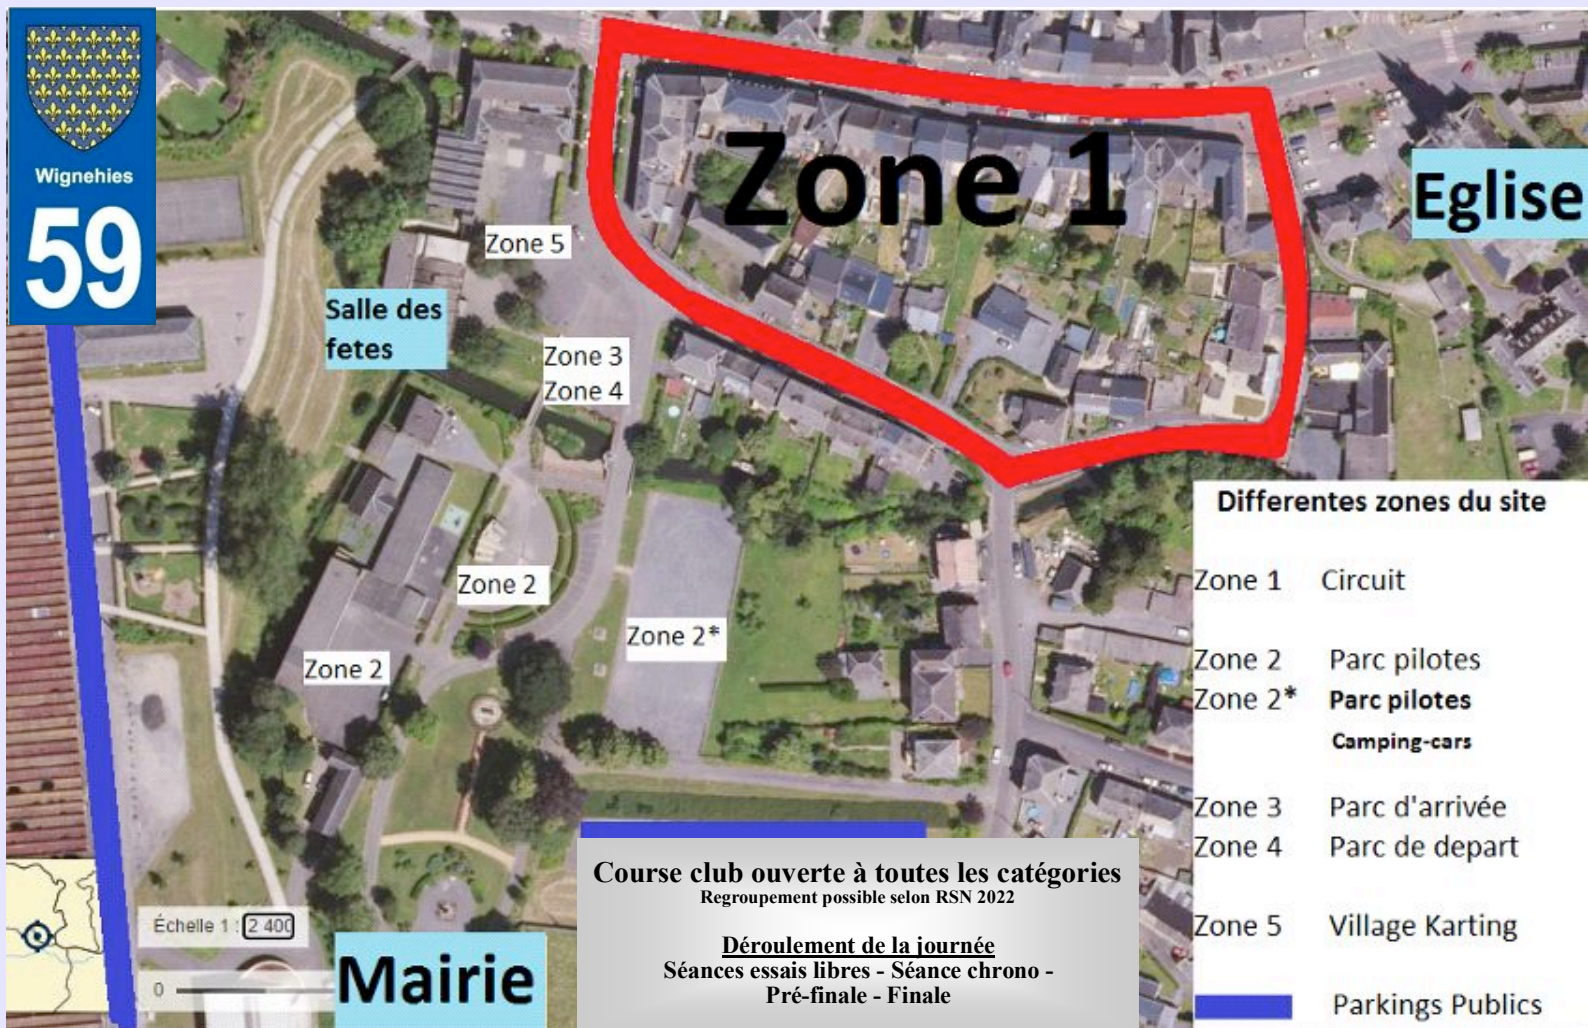 Wignehies
59
Zone 1
Eglise
Zone 5
Salle des
fetes
Zone 3
Zone 4
Zone 2
Zone 2*
Zone 2
Differentes zones du site
Zone 1 Circuit
Zone 2 Parc pilotes
Zone 2* Parc pilotes
Camping-cars
Zone 3 Parc d'arrivée
Zone 4 Parc de depart
Zone 5 Village Karting
Parkings Publics
Échelle 1 : 2 400
0
Mairie
Course club ouverte à toutes les catégories
Regroupement possible selon RSN 2022
Déroulement de la journée
Séances essais libres - Séance chrono -
Pré-finale - Finale